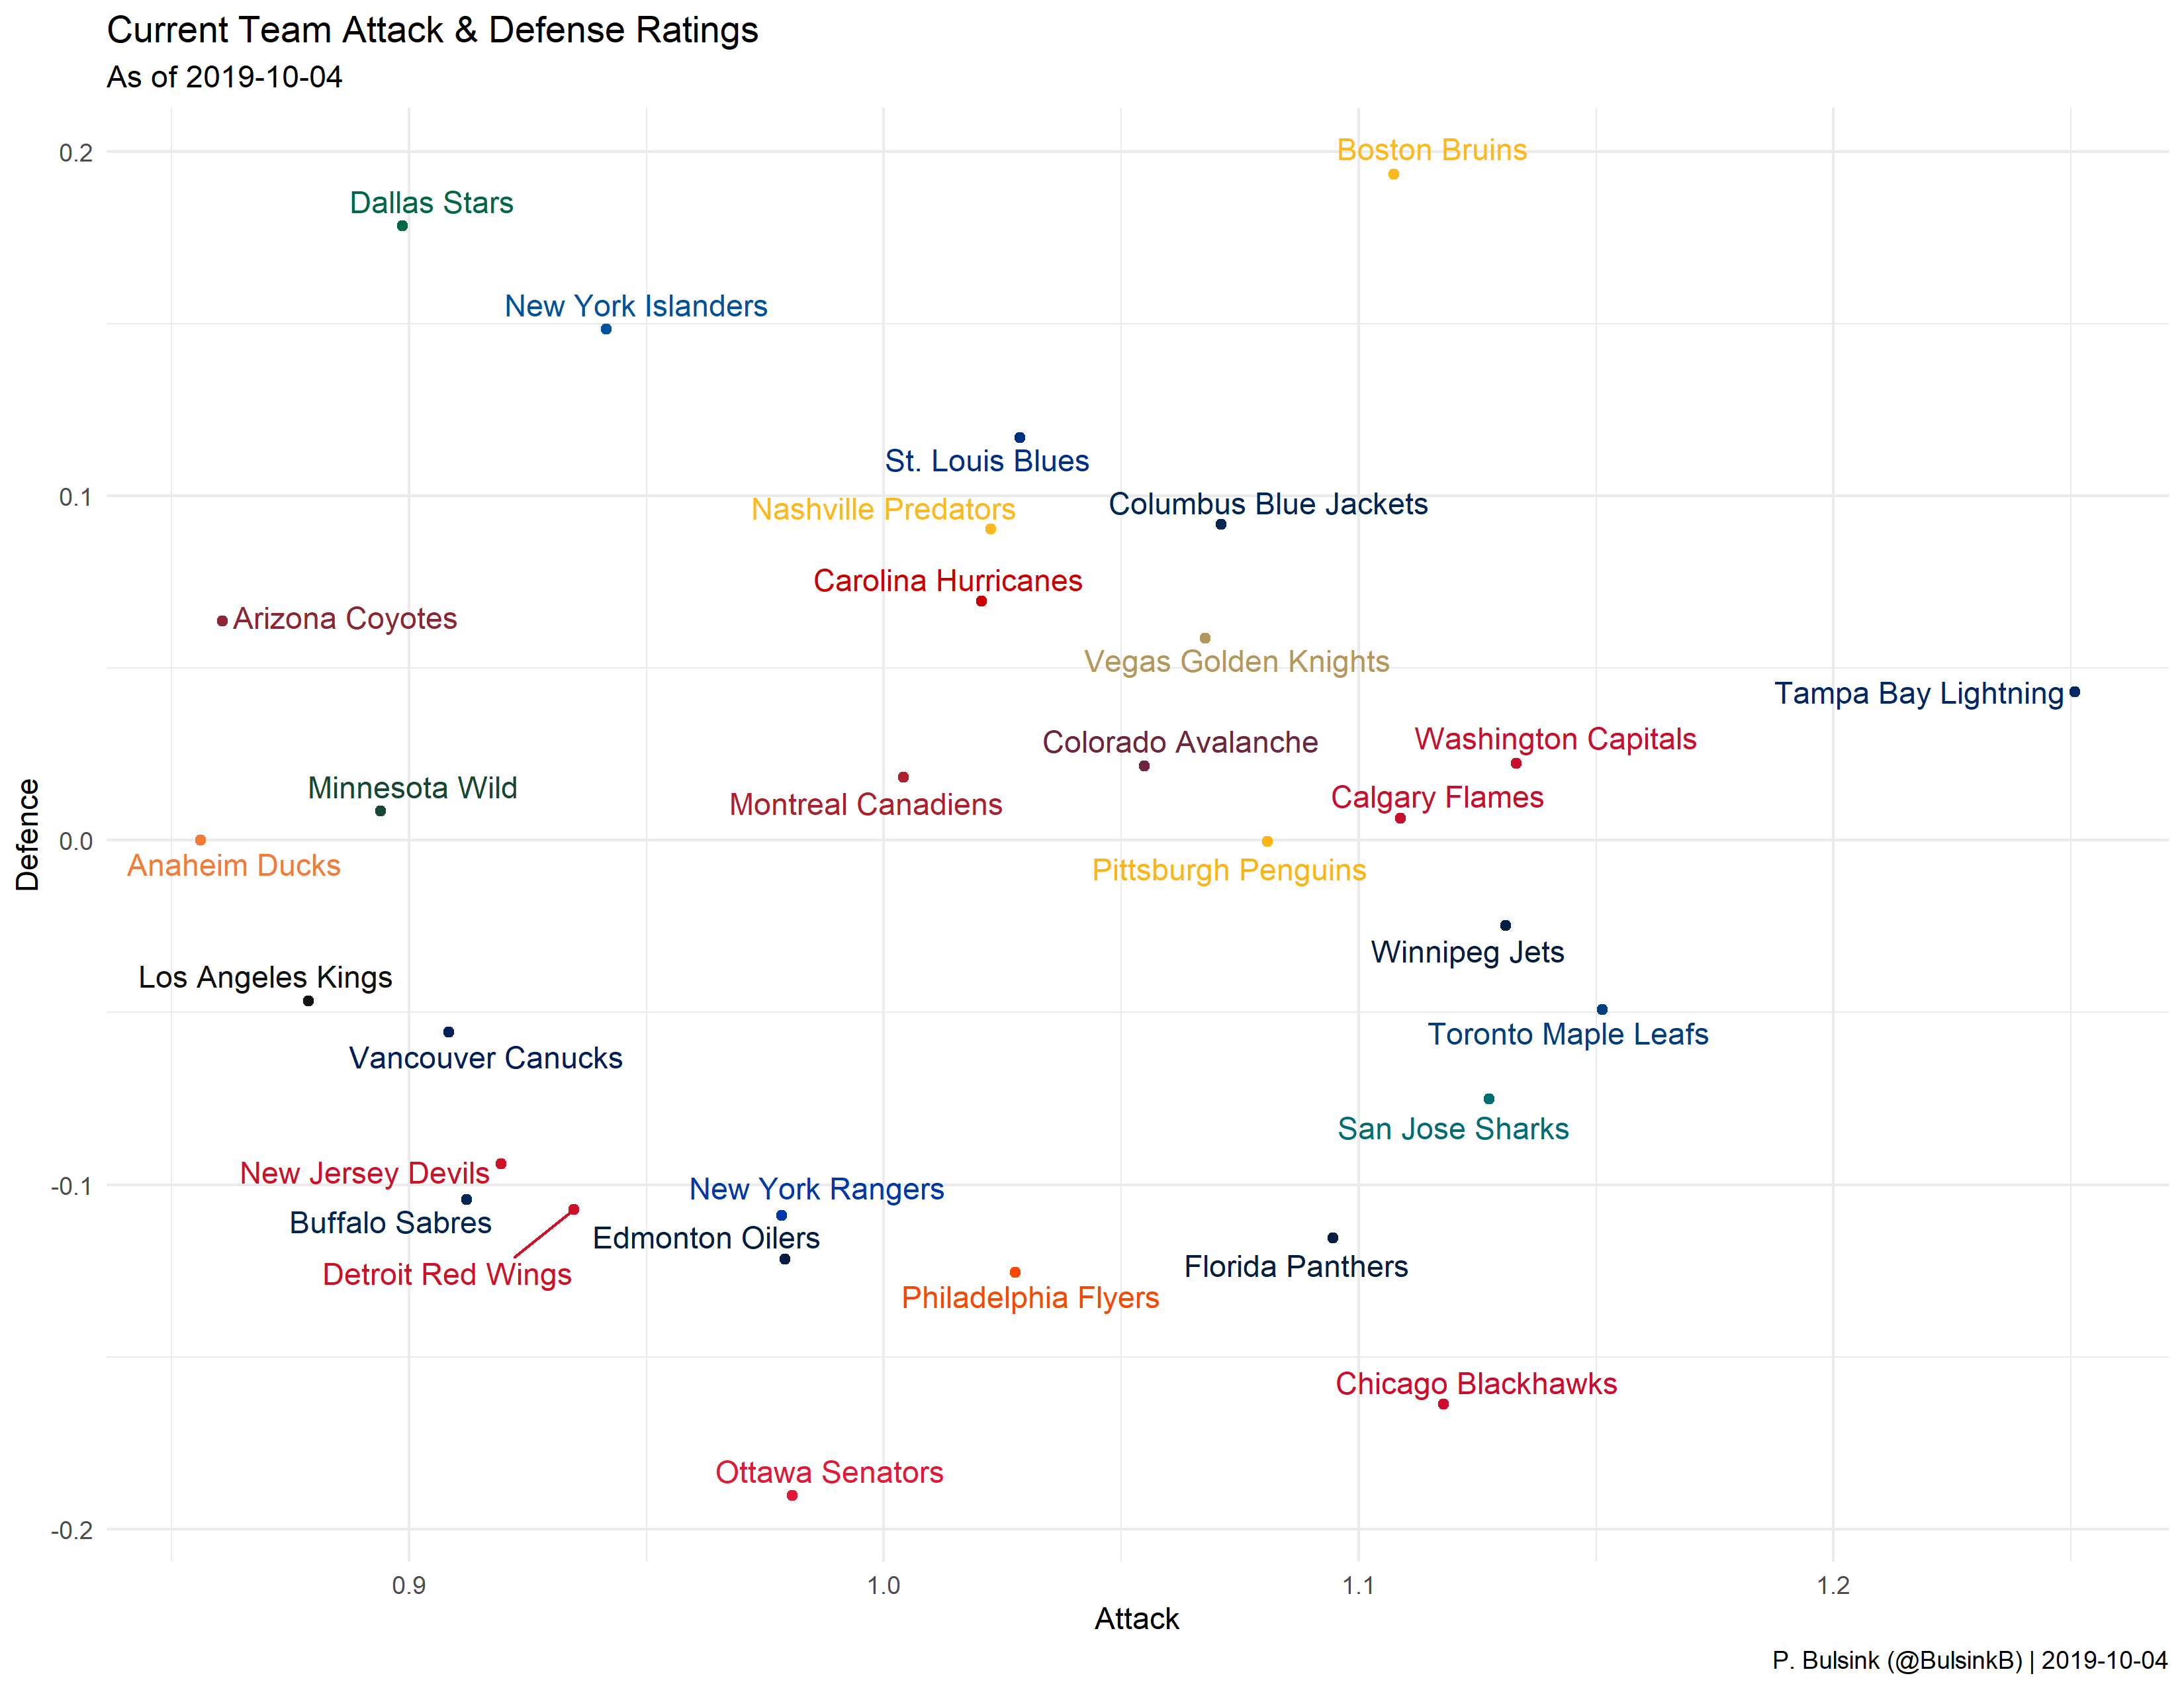 Current Team Attack & Defense Ratings
As of 2019-10-04
Boston Bruins
Dallas Stars
New York Islanders
St. Louis Blues
Columbus Blue Jackets
Nashville Predators
Carolina Hurricanes
Arizona Coyotes
Vegas Golden Knights
Tampa Bay Lightning
Washington Capitals
Colorado Avalanche
Minnesota Wild
Calgary Flames
Montreal Canadiens
Anaheim Ducks
Pittsburgh Penguins
Winnipeg Jets
Los Angeles Kings
Toronto Maple Leafs
Vancouver Canucks
San Jose Sharks
New Jersey Devils
New York Rangers
Buffalo Sabres
Edmonton Oilers
Florida Panthers
Detroit Red Wings
Philadelphia Flyers
Chicago Blackhawks
Ottawa Senators
0.2
0.1
0.0
-0.1
-0.2
Defence
0.9
1.0
1.1
1.2
Attack
P. Bulsink (@BulsinkB) | 2019-10-04